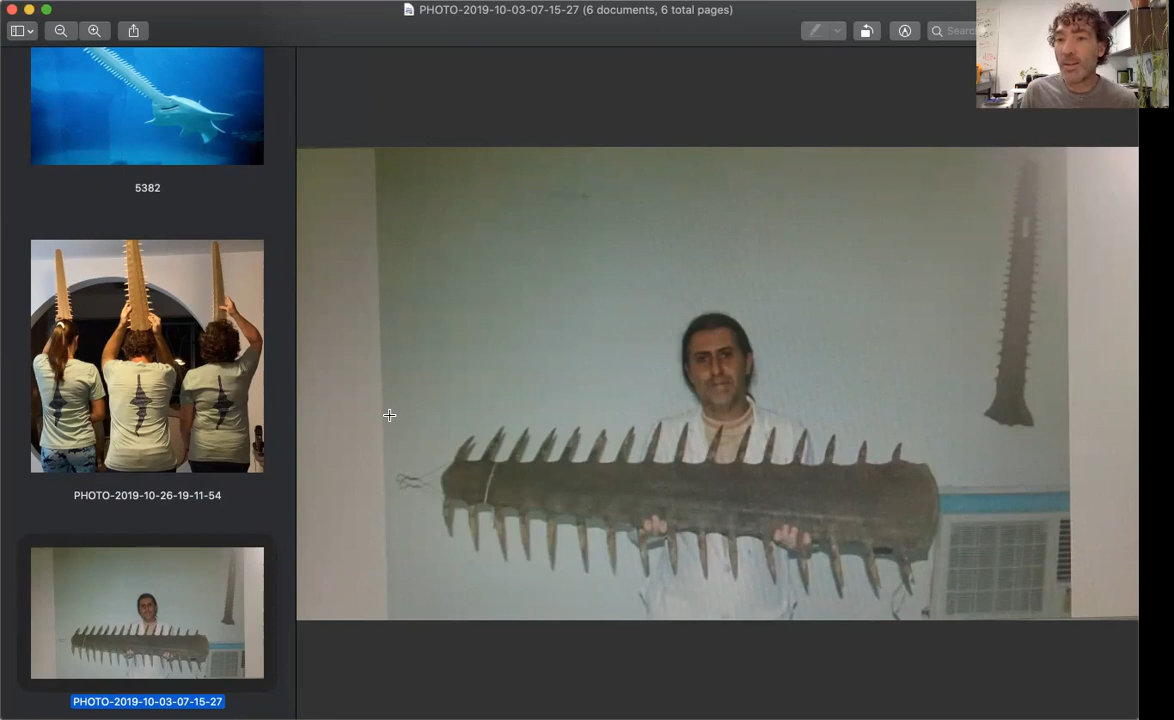 PHOTO-2019-10-03-07-15-27 (6 documents, 6 total pages)
Search
5382
PHOTO-2019-10-26-19-11-54
PHOTO-2019-10-03-07-15-27